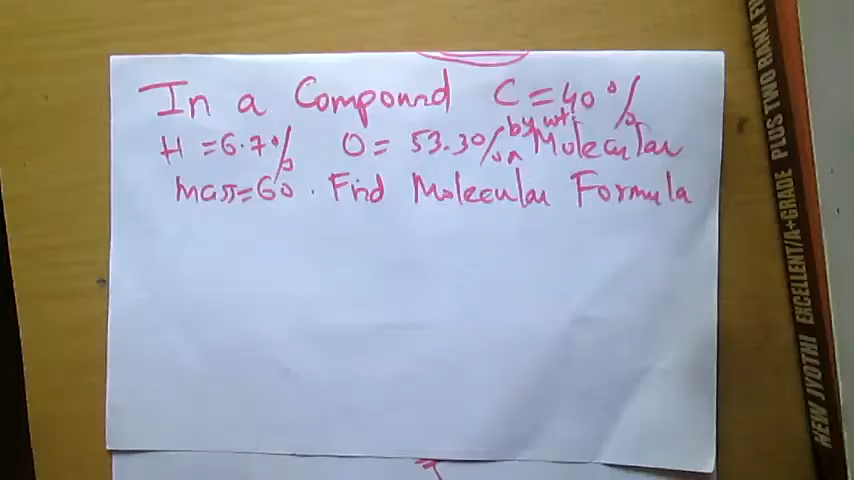 In a Compound C = 40%
H = 6.7% O = 53.3% by wt. Molecular
mass=60. Find Molecular Formula
NEW JYOTHI EXCELLENT/A+GRADE PLUS TWO RANK